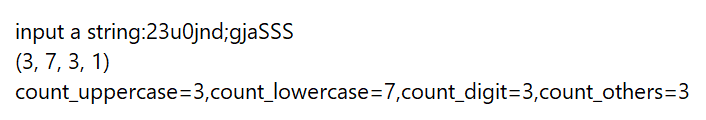 input a string:23u0jnd;gjaSSS
(3, 7, 3, 1)
count_uppercase=3,count_lowercase=7,count_digit=3,count_others=3